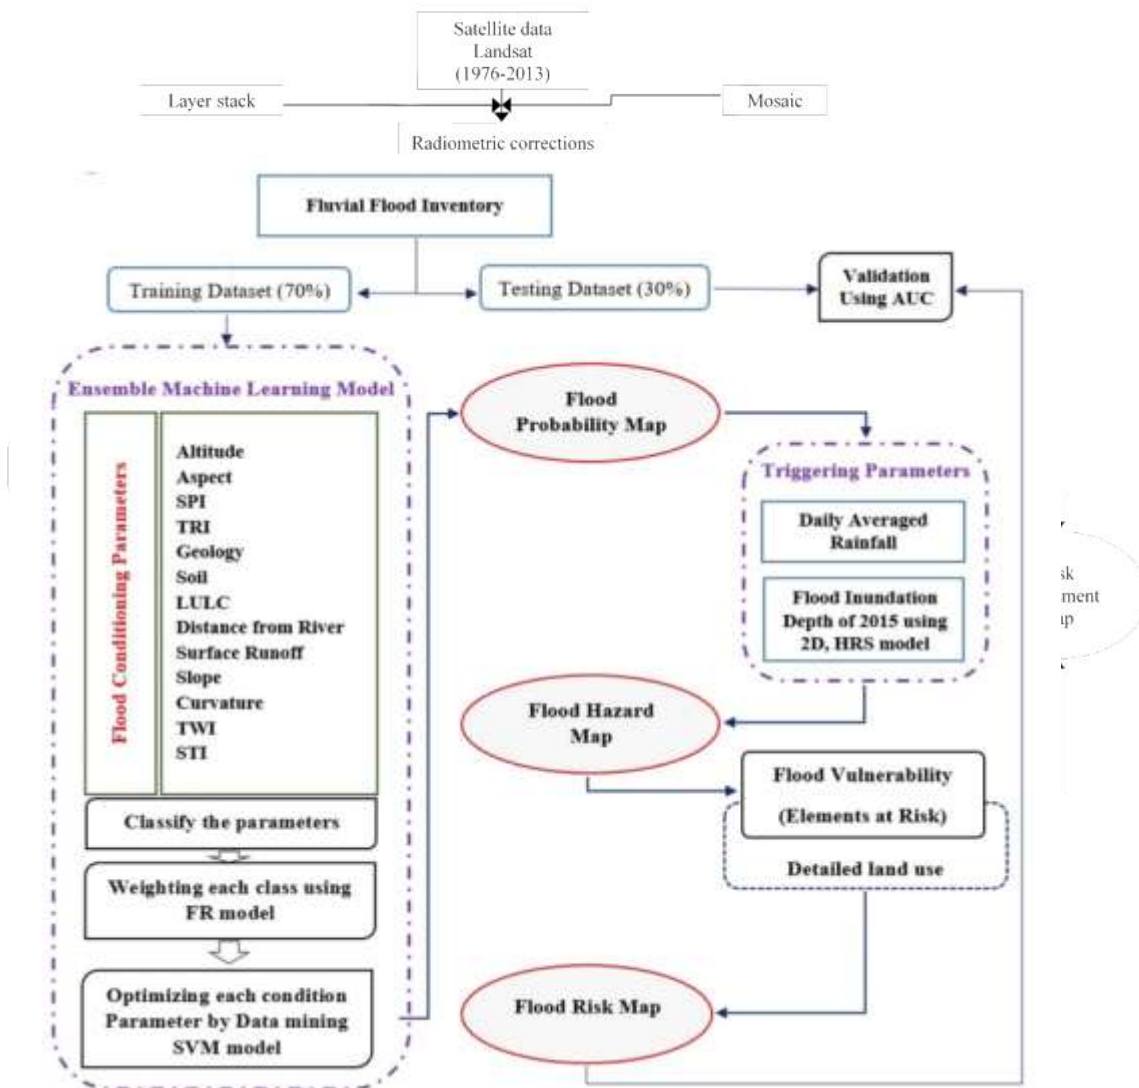 Satellite data
Landsat
(1976-2013)
Layer stack
Mosaic
Radiometric corrections
Fluvial Flood Inventory
Training Dataset (70%)
Testing Dataset (30%)
Validation
Using AUC
Ensemble Machine Learning Model
Flood Conditioning Parameters
Altitude
Aspect
SPI
TRI
Geology
Soil
LULC
Distance from River
Surface Runoff
Slope
Curvature
TWI
STI
Classify the parameters
Weighting each class using
FR model
Optimizing each condition
Parameter by Data mining
SVM model
Flood
Probability Map
Triggering Parameters
Daily Averaged
Rainfall
Flood Inundation
Depth of 2015 using
2D, HRS model
Flood Hazard
Map
Flood Vulnerability
(Elements at Risk)
Detailed land use
Flood Risk Map